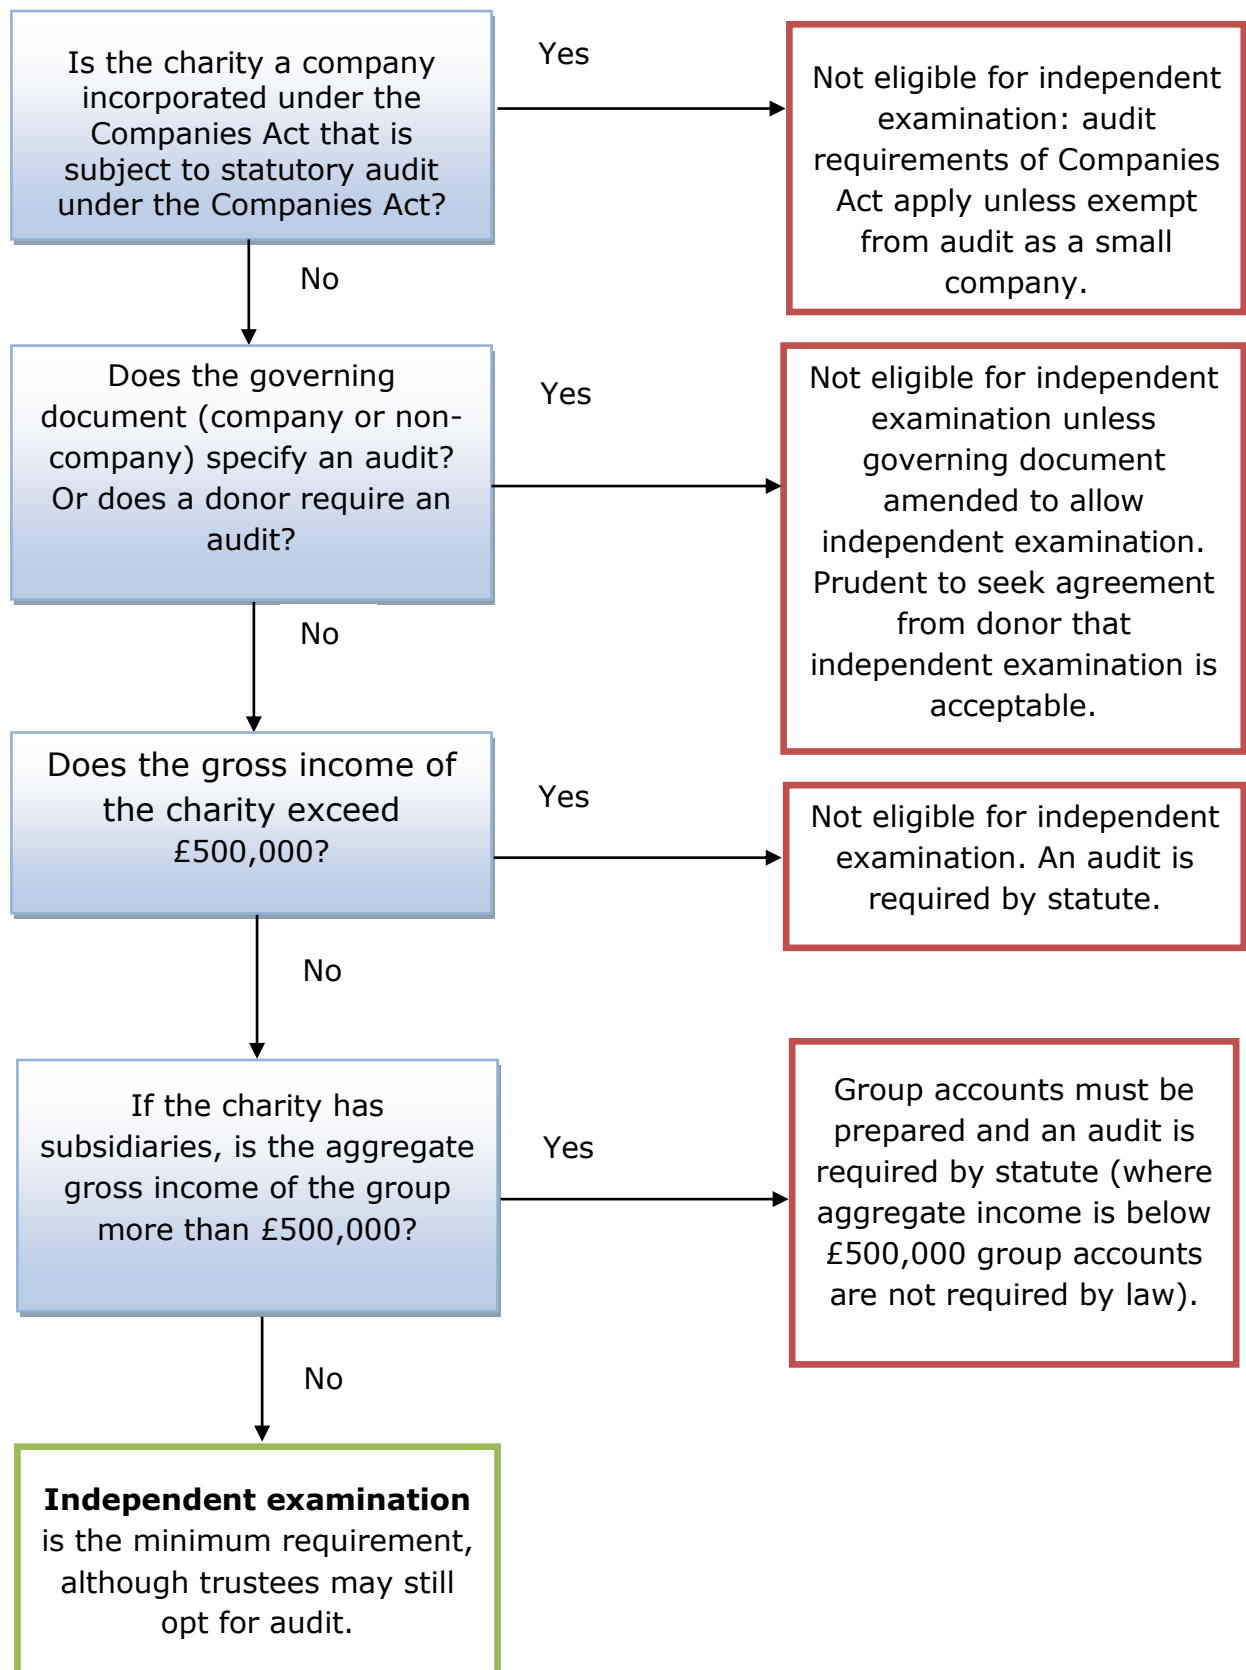 Is the charity a company
incorporated under the
Companies Act that is
subject to statutory audit
under the Companies Act?
Yes
Not eligible for independent
examination: audit
requirements of Companies
Act apply unless exempt
from audit as a small
company.
No
Does the governing
document (company or non-
company) specify an audit?
Or does a donor require an
audit?
Yes
Not eligible for independent
examination unless
governing document
amended to allow
independent examination.
Prudent to seek agreement
from donor that
independent examination is
acceptable.
No
Does the gross income of
the charity exceed
£500,000?
Yes
Not eligible for independent
examination. An audit is
required by statute.
No
If the charity has
subsidiaries, is the aggregate
gross income of the group
more than £500,000?
Yes
Group accounts must be
prepared and an audit is
required by statute (where
aggregate income is below
£500,000 group accounts
are not required by law).
No
Independent examination
is the minimum requirement,
although trustees may still
opt for audit.